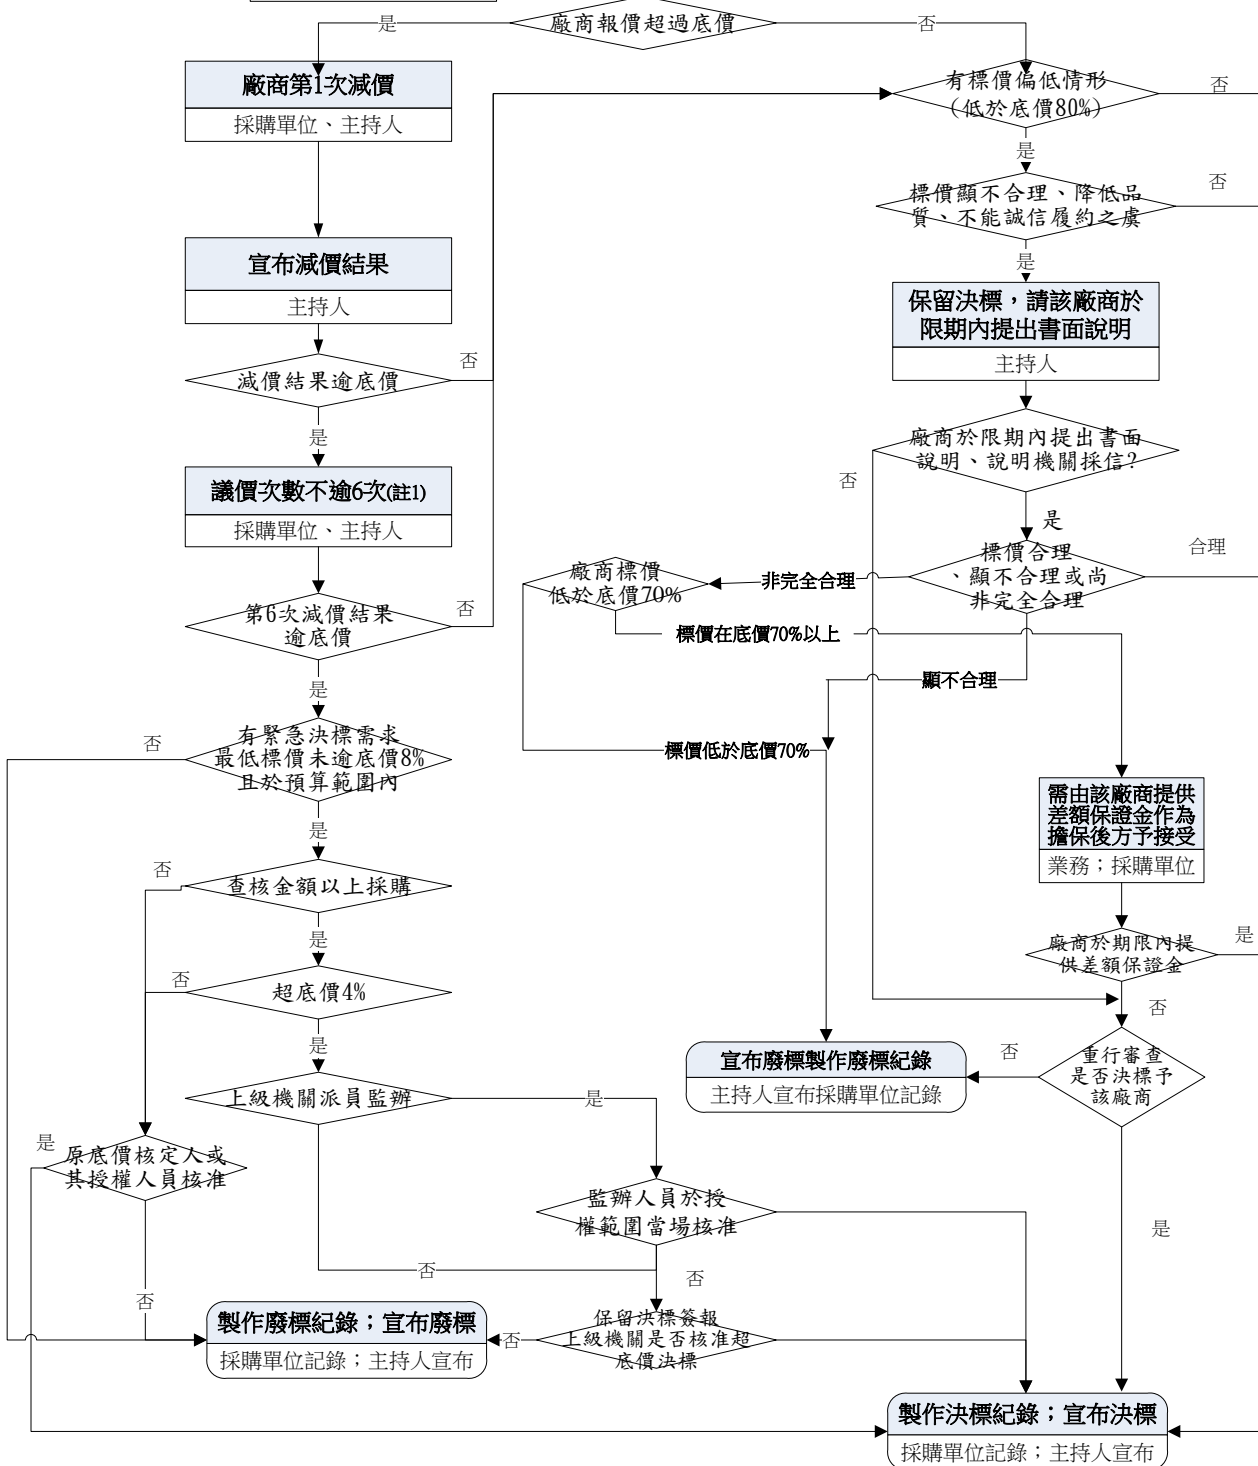 廠商報價超過底價
是
否
廠商第1次減價
採購單位、主持人
有標價偏低情形
(低於底價80%)
否
是
標價顯不合理、降低品
質、不能誠信履約之虞
否
是
宣布減價結果
主持人
保留決標，請該廠商於
限期內提出書面說明
主持人
減價結果逾底價
否
是
廠商於限期內提出書面
說明、說明機關採信?
否
是
議價次數不逾6次(註1)
採購單位、主持人
標價合理
、顯不合理或尚
非完全合理
合理
非完全合理
廠商標價
低於底價70%
第6次減價結果
逾底價
否
是
標價在底價70%以上
顯不合理
標價低於底價70%
有緊急決標需求
最低標價未逾底價8%
且於預算範圍內
否
是
需由該廠商提供
差額保證金作為
擔保後方予接受
業務；採購單位
查核金額以上採購
否
是
廠商於期限內提
供差額保證金
是
否
超底價4%
否
是
宣布廢標製作廢標紀錄
主持人宣布採購單位記錄
否
重行審查
是否決標予
該廠商
是
上級機關派員監辦
是
否
原底價核定人或
其授權人員核准
是
否
監辦人員於授
權範圍當場核准
否
保留決標簽報
上級機關是否核准超
底價決標
否
製作廢標紀錄；宣布廢標
採購單位記錄；主持人宣布
製作決標紀錄；宣布決標
採購單位記錄；主持人宣布